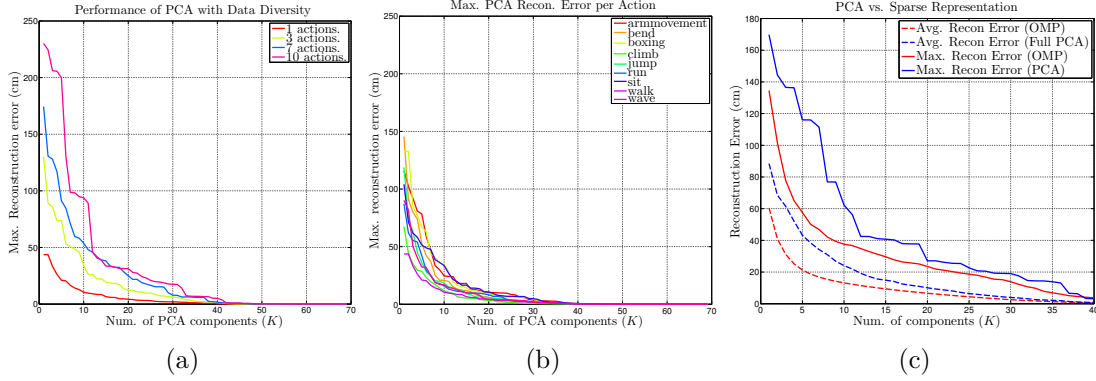 Performance of PCA with Data Diversity
250
200
150
100
50
0
0 10 20 30 40 50 60 70
Max. Reconstruction error (cm)
Num. of PCA components (K)
1 actions.
3 actions.
7 actions.
10 actions.
(a)
Max. PCA Recon. Error per Action
250
200
150
100
50
0
0 10 20 30 40 50 60 70
Max. reconstruction error (cm)
Num. of PCA components (K)
armmovement
bend
boxing
climb
jump
run
sit
walk
wave
(b)
PCA vs. Sparse Representation
180
160
140
120
100
80
60
40
20
0
0 5 10 15 20 25 30 35 40
Reconstruction Error (cm)
Num. of components (K)
Avg. Recon Error (OMP)
Avg. Recon Error (Full PCA)
Max. Recon Error (OMP)
Max. Recon Error (PCA)
(c)